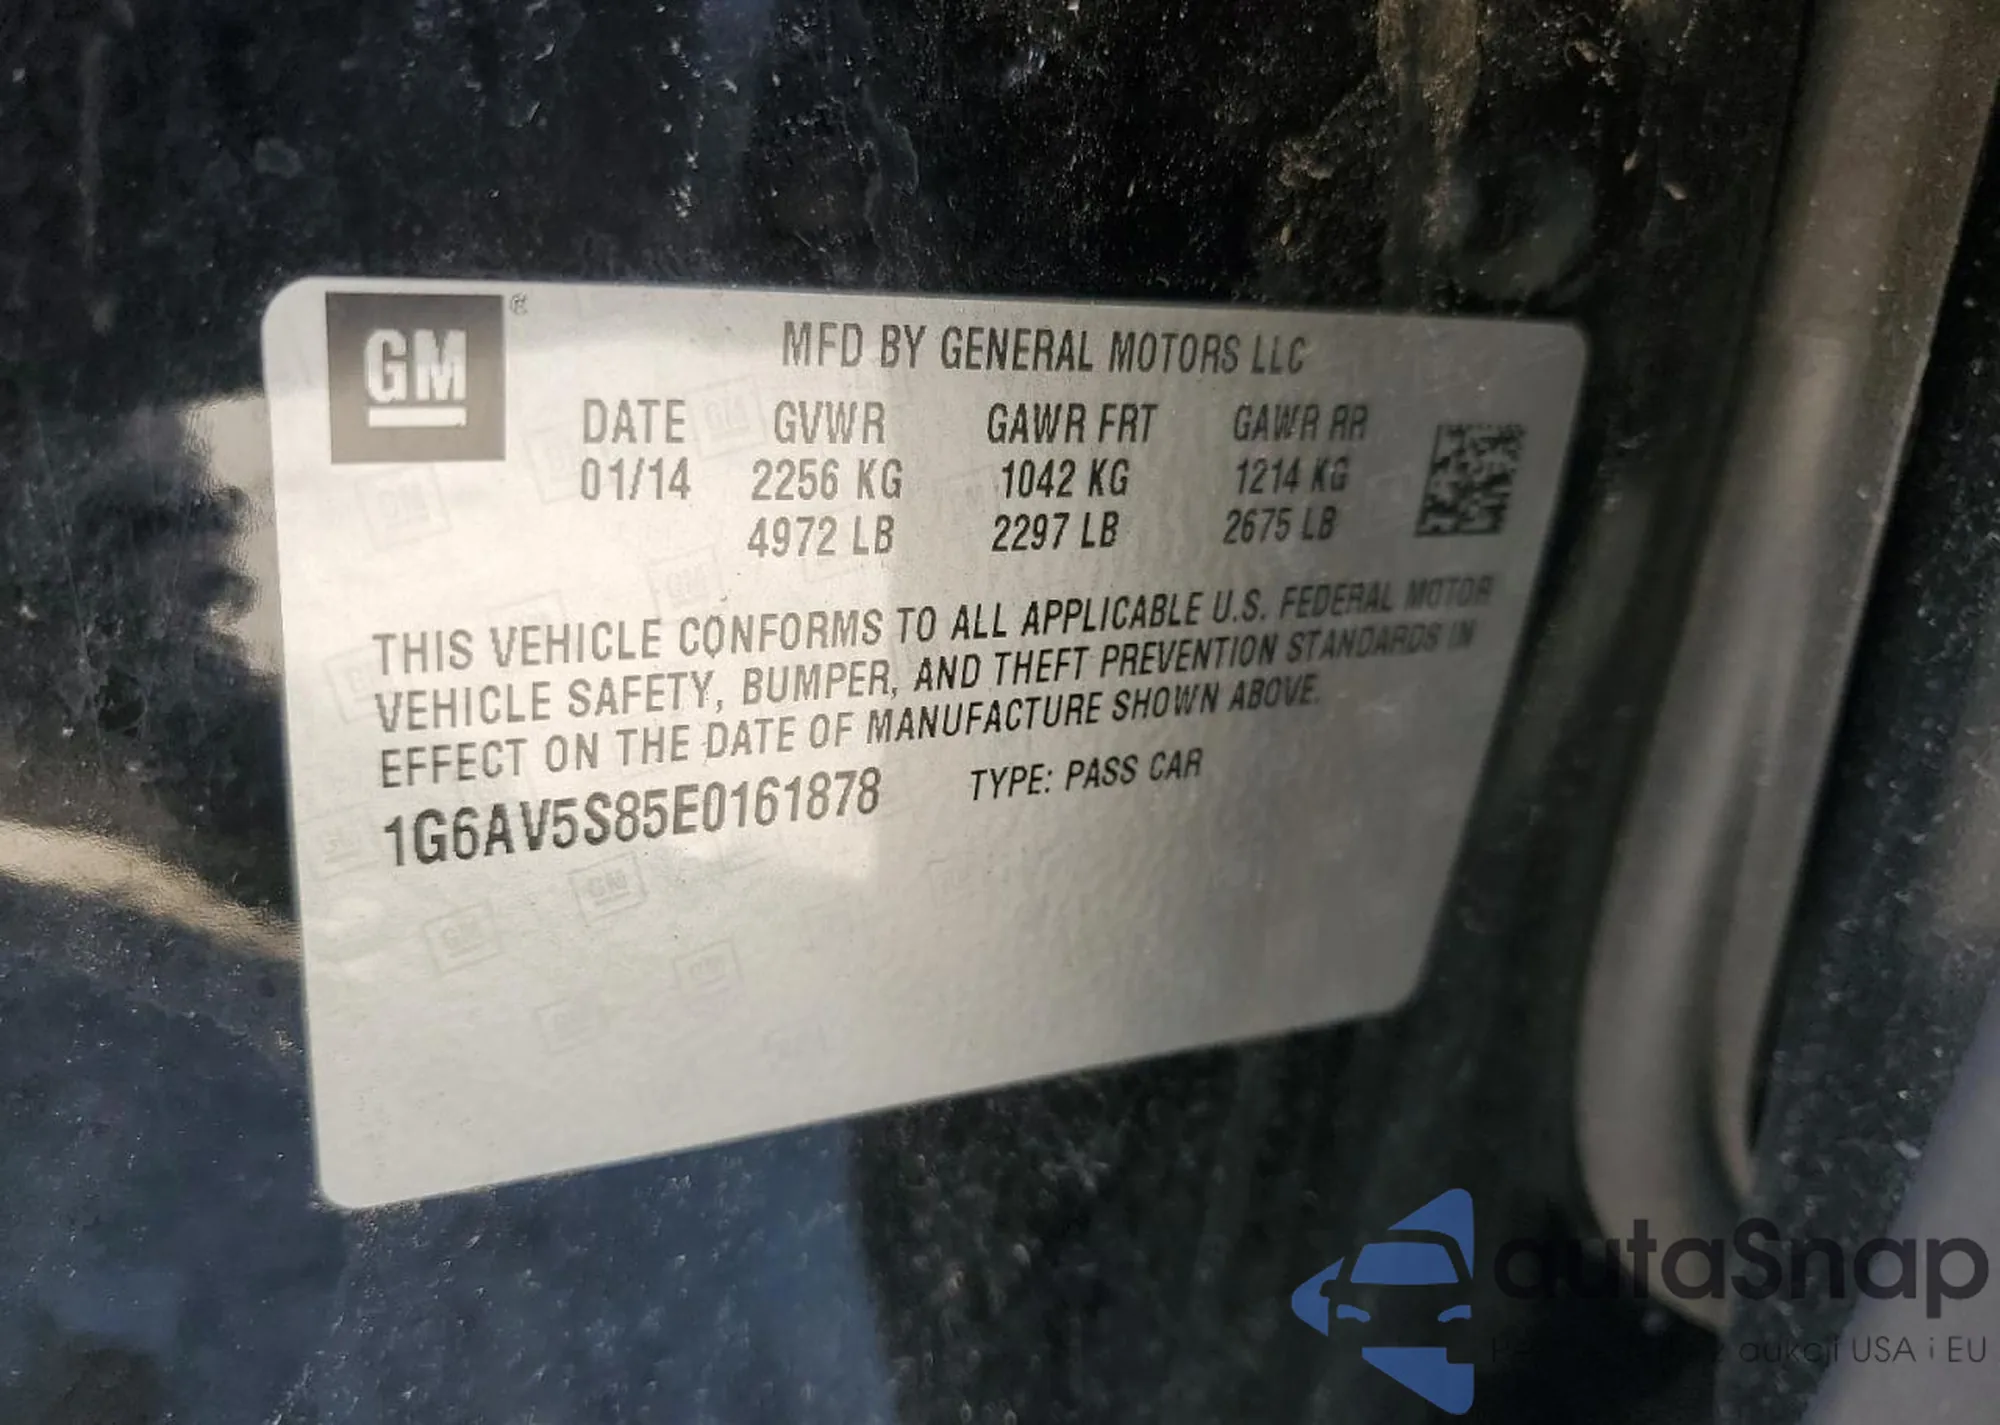 GM ®
MFD BY GENERAL MOTORS LLC
DATE GVWR GAWR FRT GAWR RR
01/14 2256 KG 1042 KG 1214 KG
4972 LB 2297 LB 2675 LB
THIS VEHICLE CONFORMS TO ALL APPLICABLE U.S. FEDERAL MOTOR
VEHICLE SAFETY, BUMPER, AND THEFT PREVENTION STANDARDS IN
EFFECT ON THE DATE OF MANUFACTURE SHOWN ABOVE.
1G6AV5S85E0161878 TYPE: PASS CAR
autaSnap
aukcji USA i EU